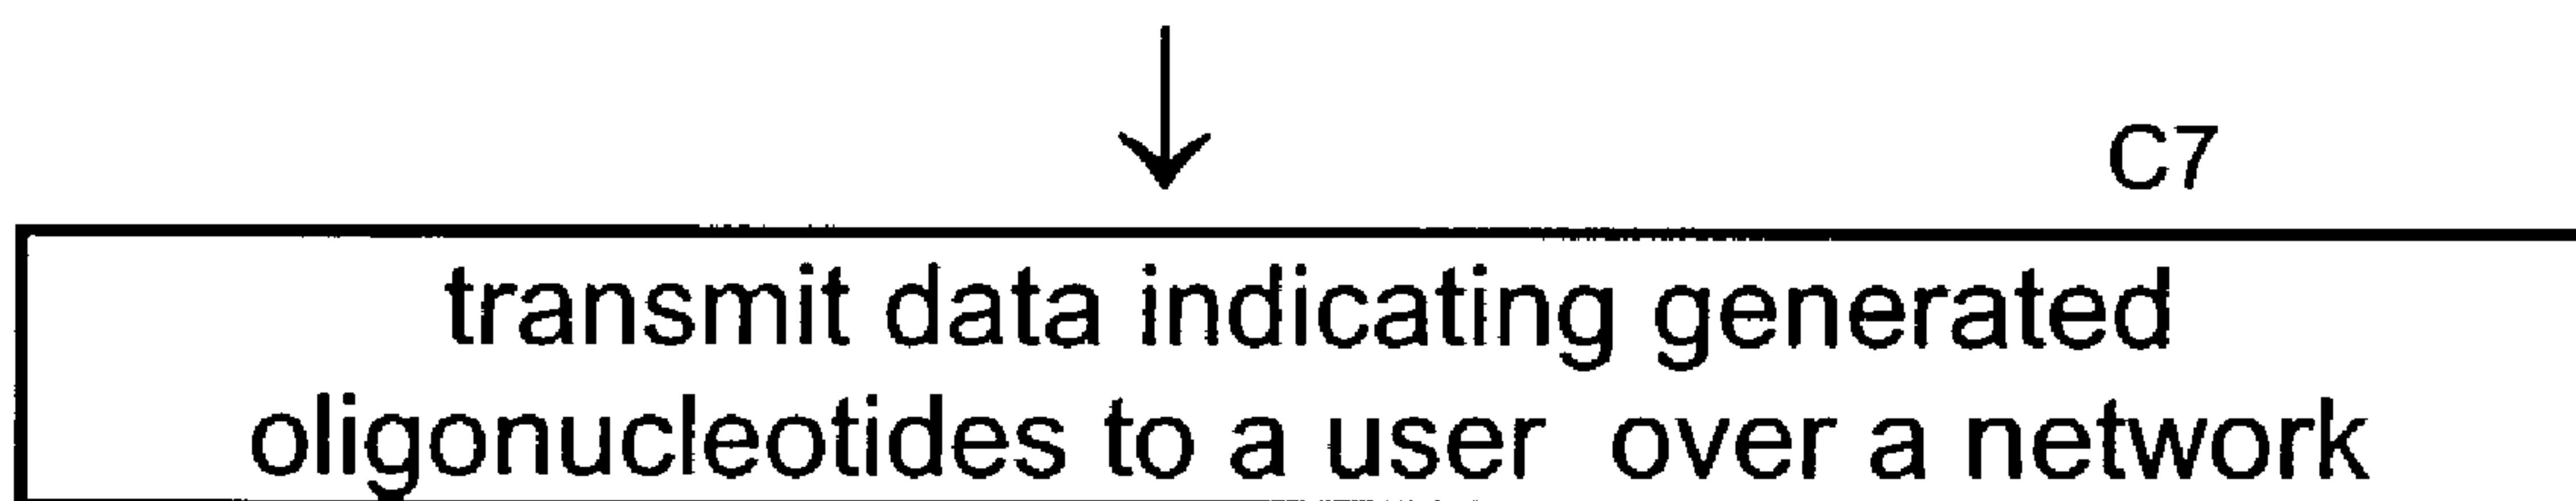 C7
transmit data indicating generated
oligonucleotides to a user over a network